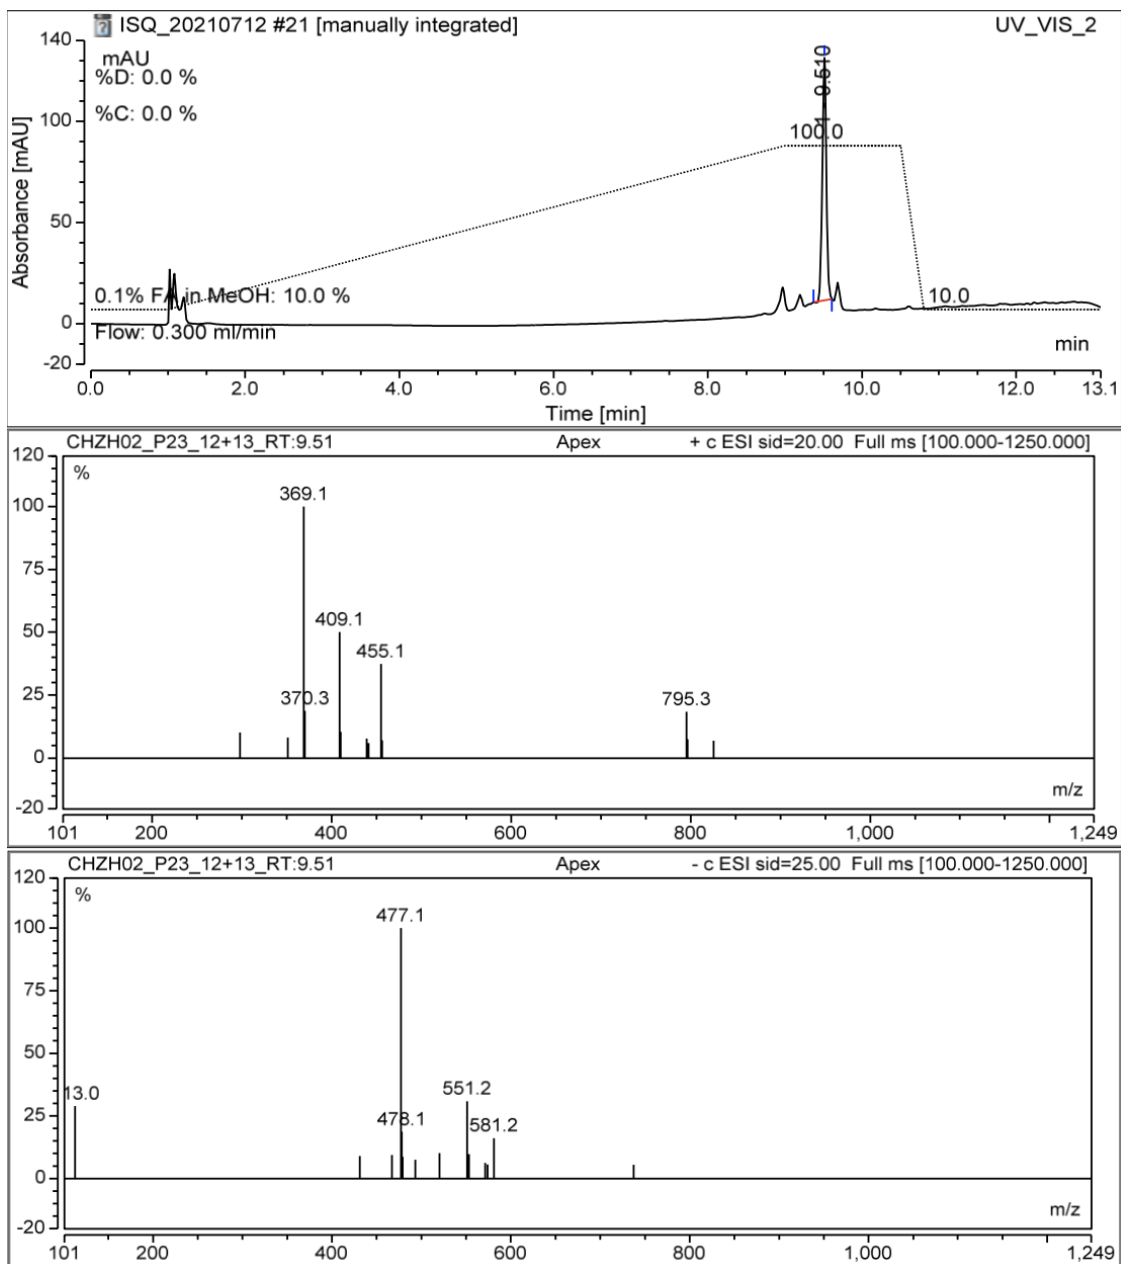 ISQ_20210712 #21 [manually integrated] UV_VIS_2
140
100
50
0
-20
Absorbance [mAU]
mAU
%D: 0.0 %
%C: 0.0 %
9.510
100.0
0.1% FA in MeOH: 10.0 %
10.0
Flow: 0.300 ml/min
min
0.0 2.0 4.0 6.0 8.0 10.0 12.0 13.1
Time [min]
CHZH02_P23_12+13_RT:9.51 Apex + c ESI sid=20.00 Full ms [100.000-1250.000]
120
100
75
50
25
0
-20
%
369.1
409.1
455.1
370.3
795.3
m/z
101 200 400 600 800 1,000 1,249
CHZH02_P23_12+13_RT:9.51 Apex - c ESI sid=25.00 Full ms [100.000-1250.000]
120
100
75
50
25
0
-20
%
477.1
13.0
551.2
478.1
581.2
m/z
101 200 400 600 800 1,000 1,249